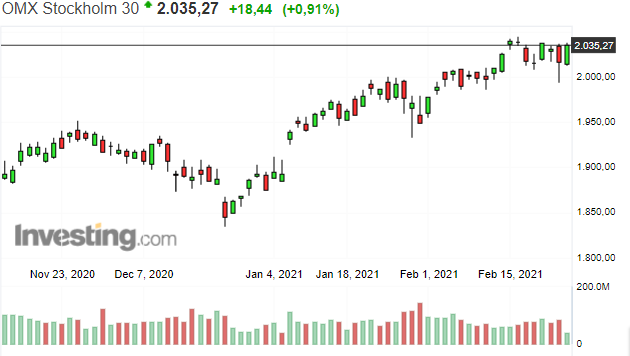 OMX Stockholm 30 2.035,27 +18,44 (+0,91%)
2.035,27
2.000,00
1.950,00
1.900,00
1.850,00
1.800,00
Investing.com
Nov 23, 2020 Dec 7, 2020 Jan 4, 2021 Jan 18, 2021 Feb 1, 2021 Feb 15, 2021
200.0M
0